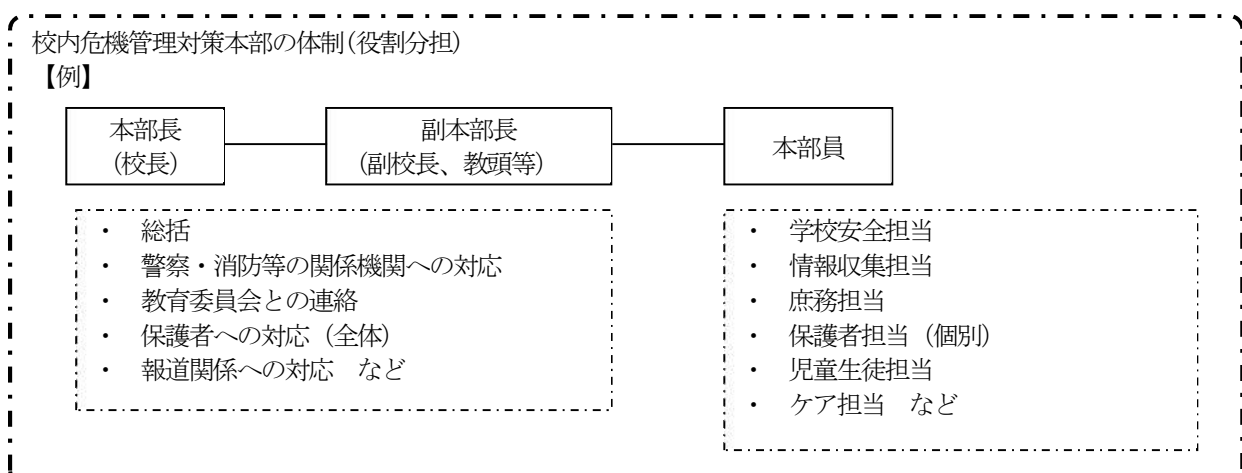 校内危機管理対策本部の体制(役割分担)
【例】
本部長
(校長)
副本部長
(副校長、教頭等)
本部員
・ 総括
・ 警察・消防等の関係機関への対応
・ 教育委員会との連絡
・ 保護者への対応（全体）
・ 報道関係への対応　など
・ 学校安全担当
・ 情報収集担当
・ 庶務担当
・ 保護者担当（個別）
・ 児童生徒担当
・ ケア担当　など